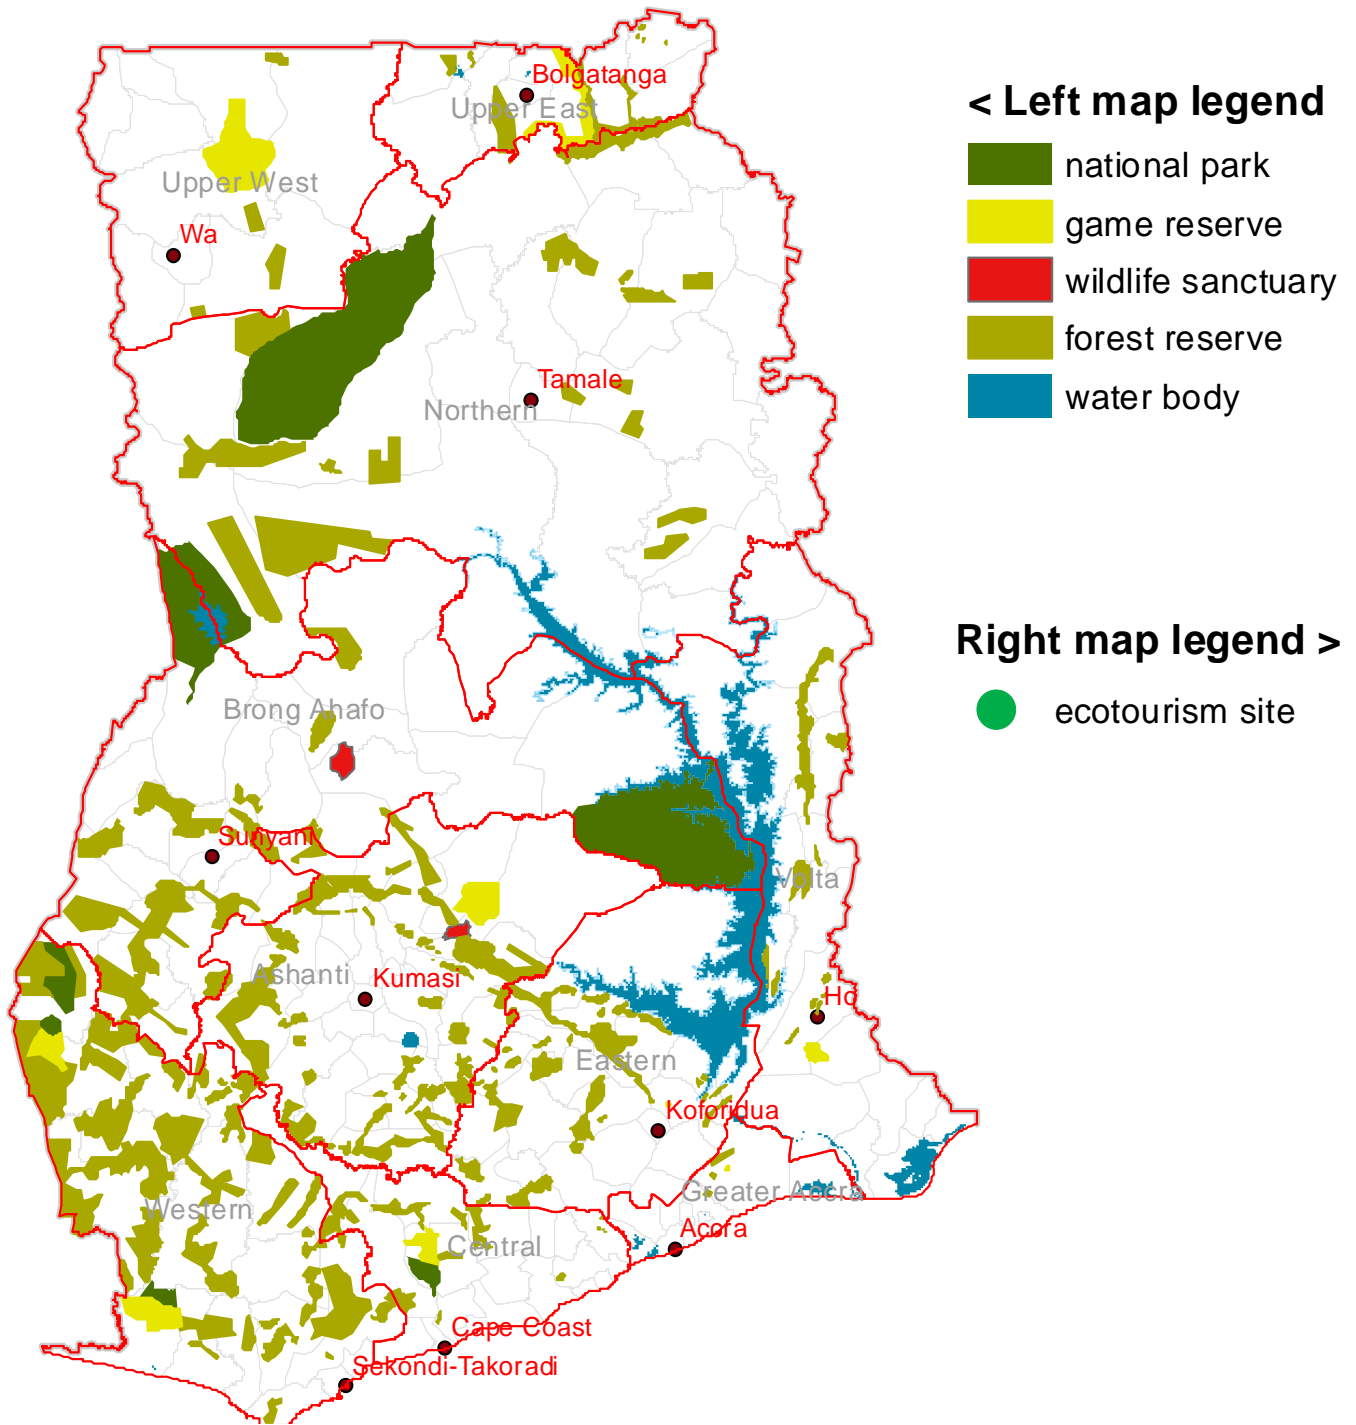 Bolgatanga
Upper East
< Left map legend
national park
Upper West
game reserve
Wa
wildlife sanctuary
forest reserve
Tamale
water body
Northern
Right map legend >
Brong Ahafo
ecotourism site
Sunyani
Volta
Ashanti
Kumasi
Ho
Eastern
Koforidua
Greater Accra
Western
Accra
Central
Cape Coast
Sekondi-Takoradi